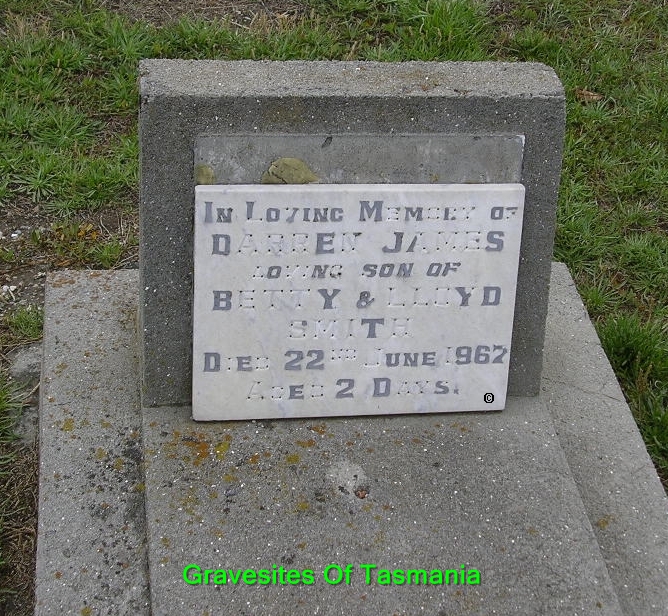 In Loving Memory of
DARREN JAMES
LOVING SON OF
BETTY & LLOYD
SMITH
Died 22ND June 1967
Aged 2 Days.
©
Gravesites Of Tasmania